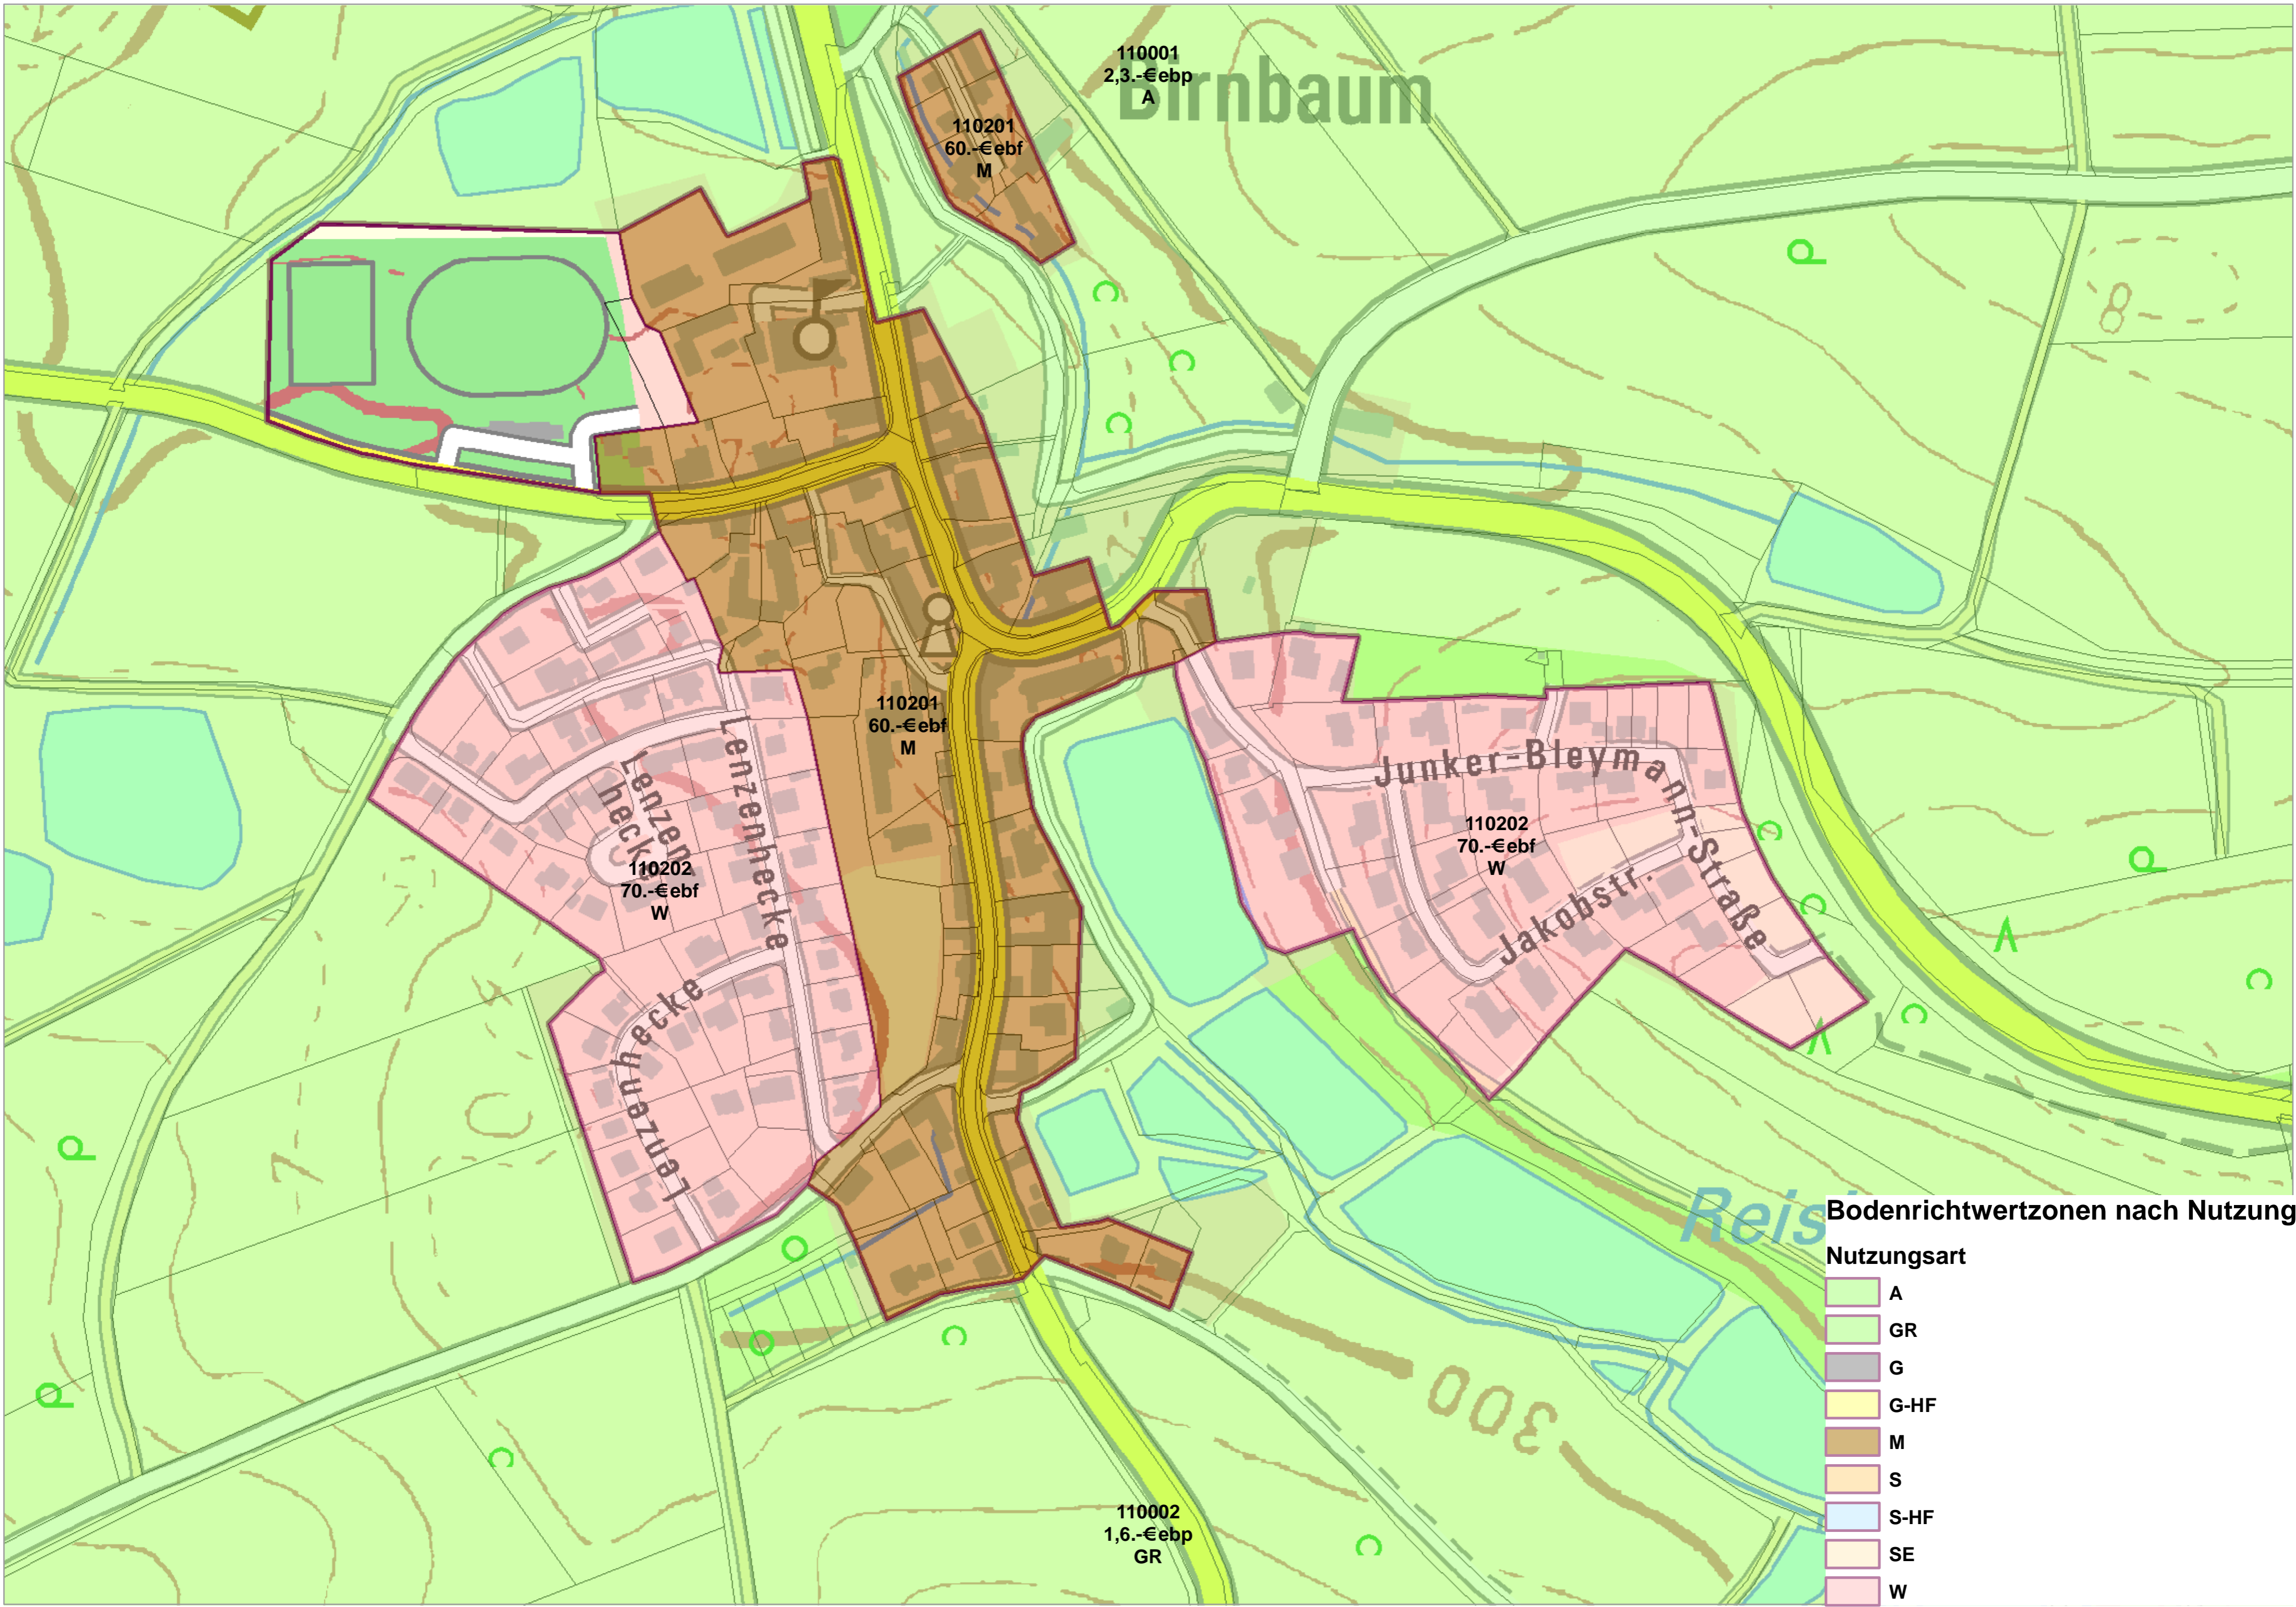 110001
2,3.-€ebp
A
Birnbaum
110201
60.-€ebf
M
110201
60.-€ebf
M
Lenzenhecke
Lenzen
hecke
110202
70.-€ebf
W
Lenzenhecke
Junker-Bleymann-Straße
110202
70.-€ebf
W
Jakobstr.
300
110002
1,6.-€ebp
GR
Reis
Bodenrichtwertzonen nach Nutzung
Nutzungsart
A
GR
G
G-HF
M
S
S-HF
SE
W